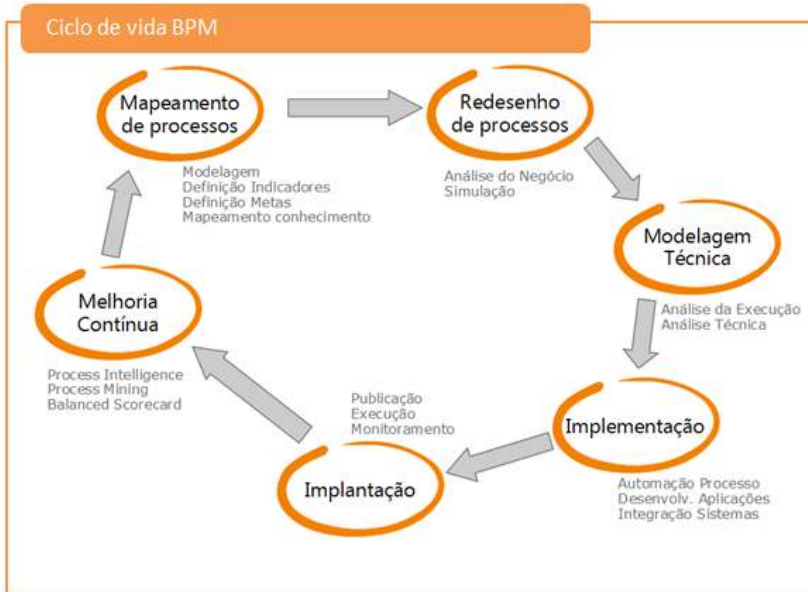 Ciclo de vida BPM
Mapeamento
de processos
Modelagem
Definição Indicadores
Definição Metas
Mapeamento conhecimento
Redesenho
de processos
Análise do Negócio
Simulação
Modelagem
Técnica
Análise da Execução
Análise Técnica
Implementação
Automação Processo
Desenvolv. Aplicações
Integração Sistemas
Publicação
Execução
Monitoramento
Implantação
Melhoria
Contínua
Process Intelligence
Process Mining
Balanced Scorecard